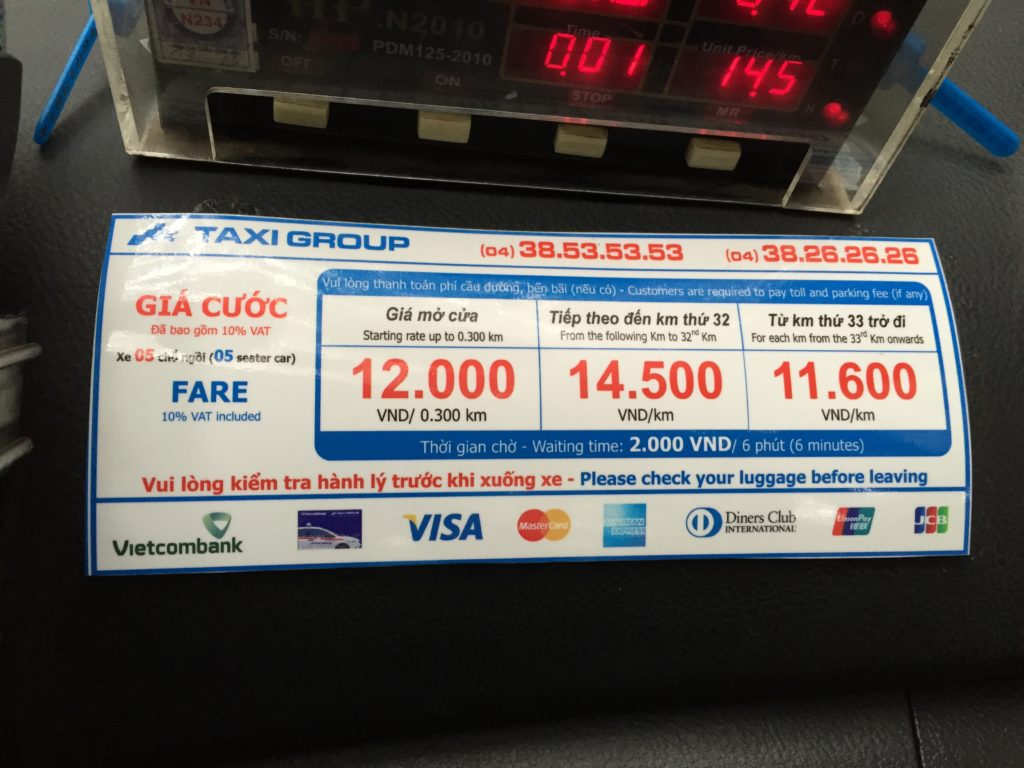 N234
.N2010
S/N:
PDM125-2010
OFF
ON
Time
0.01
STOP
Unit Price/km
14.5
MR
TAXI GROUP
(04) 38.53.53.53
(04) 38.26.26.26
GIÁ CƯỚC
Đã bao gồm 10% VAT
Xe 05 chỗ ngồi (05 seater car)
FARE
10% VAT included
Vui lòng thanh toán phí cầu đường, bến bãi (nếu có) - Customers are required to pay toll and parking fee (if any)
Giá mở cửa
Starting rate up to 0.300 km
12.000
VND/ 0.300 km
Tiếp theo đến km thứ 32
From the following Km to 32nd Km
14.500
VND/km
Từ km thứ 33 trở đi
For each km from the 33rd Km onwards
11.600
VND/km
Thời gian chờ - Waiting time: 2.000 VND/ 6 phút (6 minutes)
Vui lòng kiểm tra hành lý trước khi xuống xe - Please check your luggage before leaving
Vietcombank
VISA
MasterCard
AMERICAN EXPRESS
Diners Club
INTERNATIONAL
UnionPay
银联
JCB